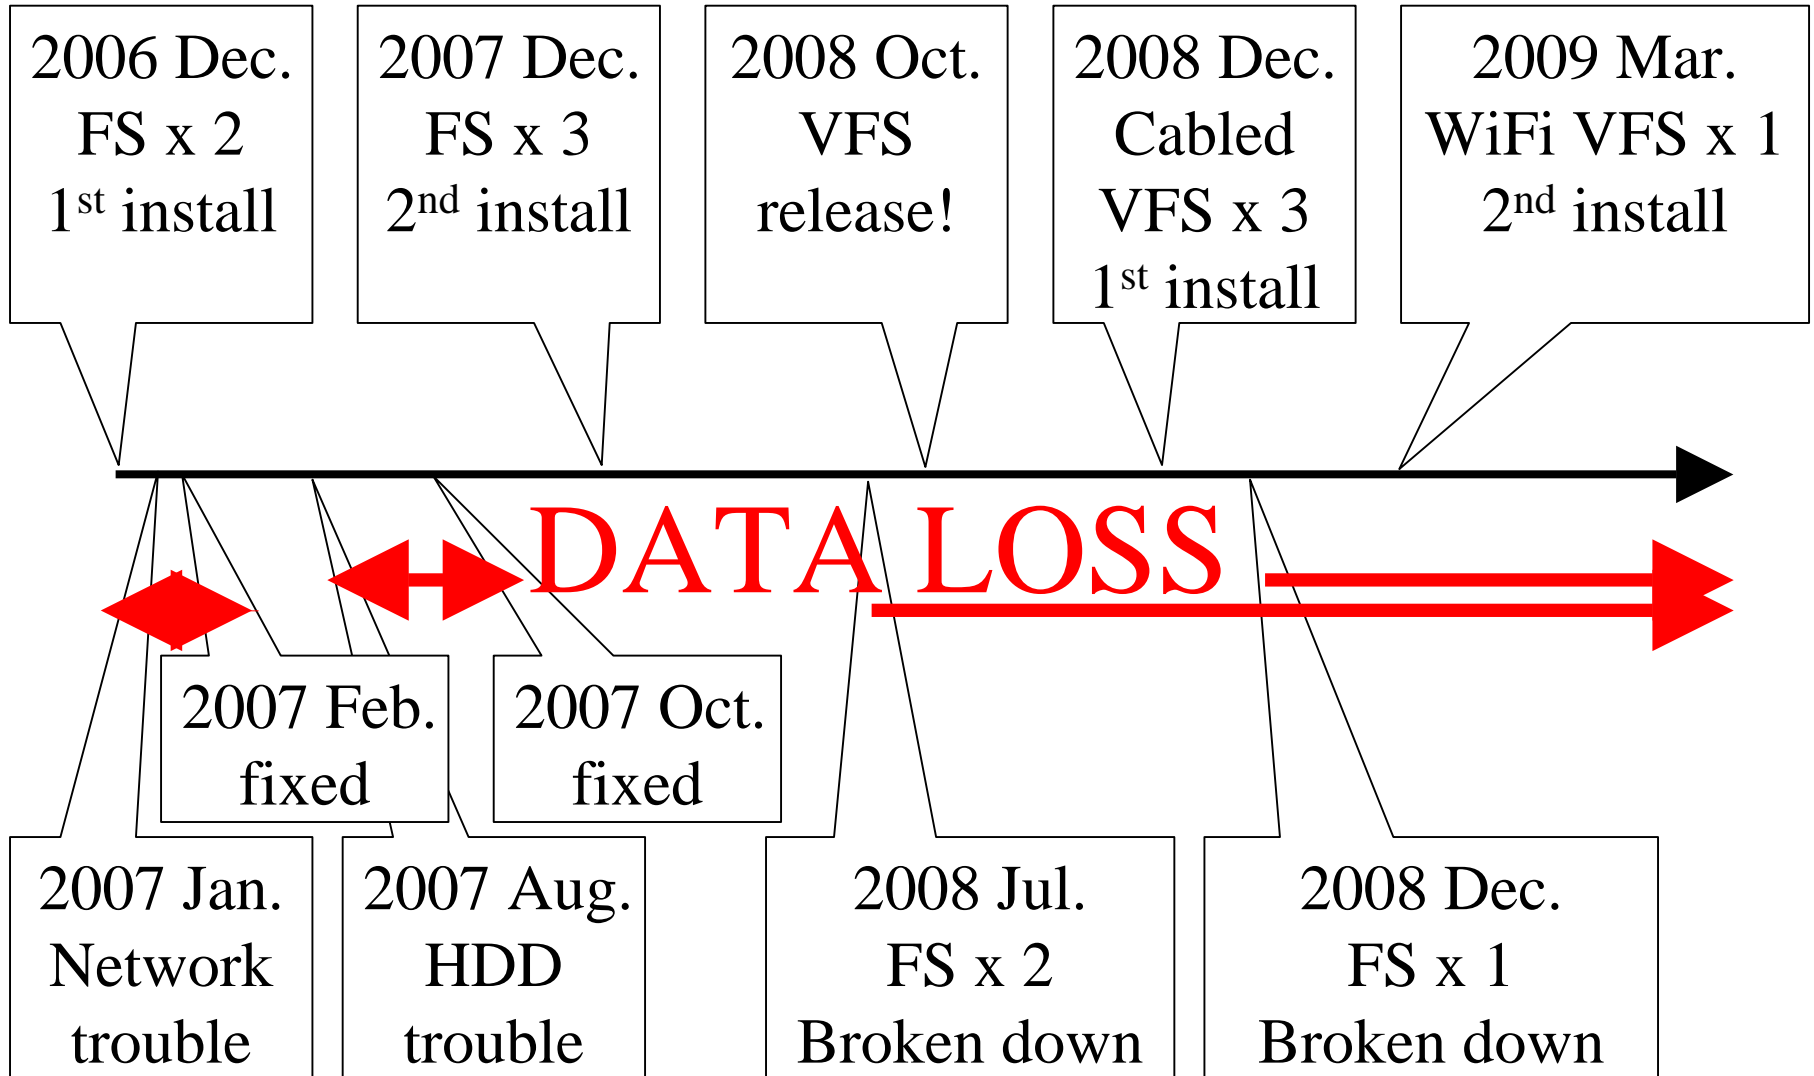 2006 Dec.
FS x 2
1st install
2007 Dec.
FS x 3
2nd install
2008 Oct.
VFS
release!
2008 Dec.
Cabled
VFS x 3
1st install
2009 Mar.
WiFi VFS x 1
2nd install
DATA LOSS
2007 Feb.
fixed
2007 Oct.
fixed
2007 Jan.
Network
trouble
2007 Aug.
HDD
trouble
2008 Jul.
FS x 2
Broken down
2008 Dec.
FS x 1
Broken down